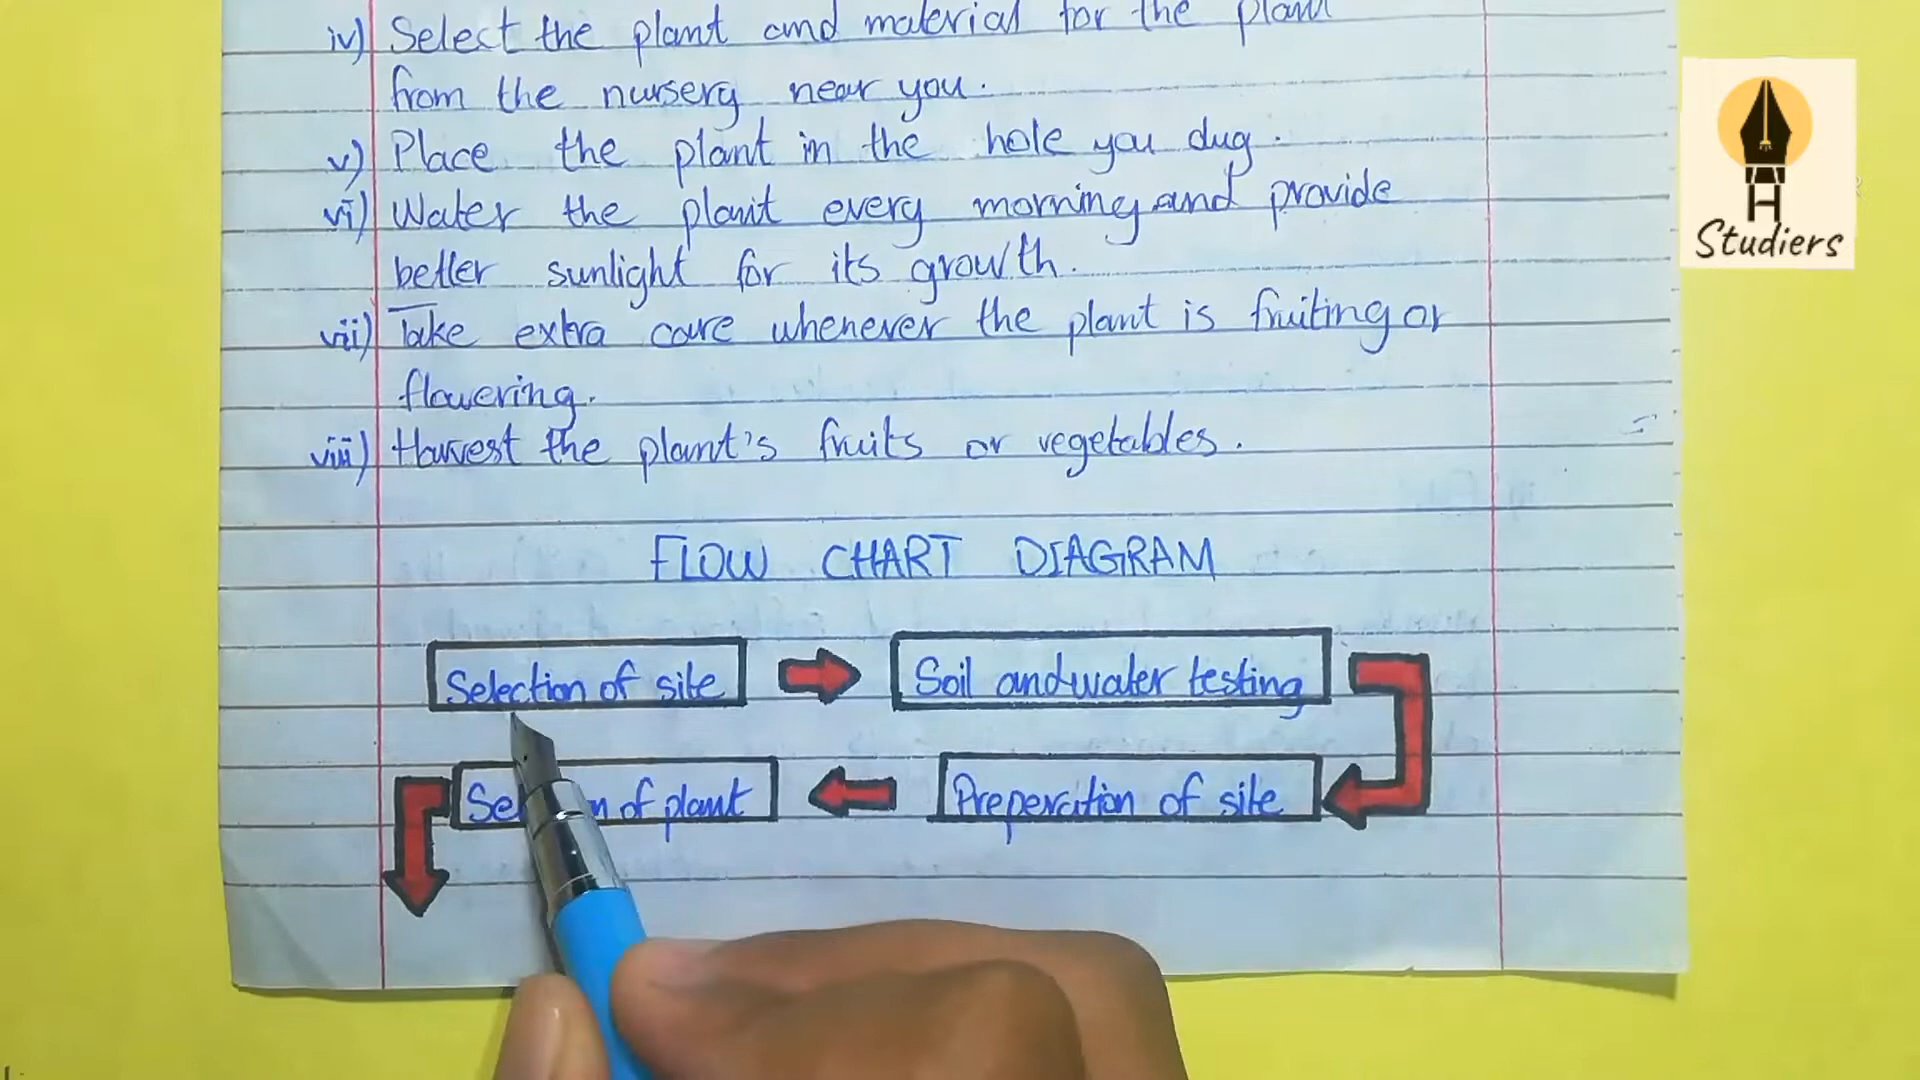 iv) Select the plant and material for the plant
from the nursery near you.
v) Place the plant in the hole you dug.
vi) Water the plant every morning and provide
better sunlight for its growth.
vii) Take extra care whenever the plant is fruiting or
flowering.
viii) Harvest the plant's fruits or vegetables.
FLOW CHART DIAGRAM
Selection of site
Soil and water testing
of plant
Preperation of site
Studiers